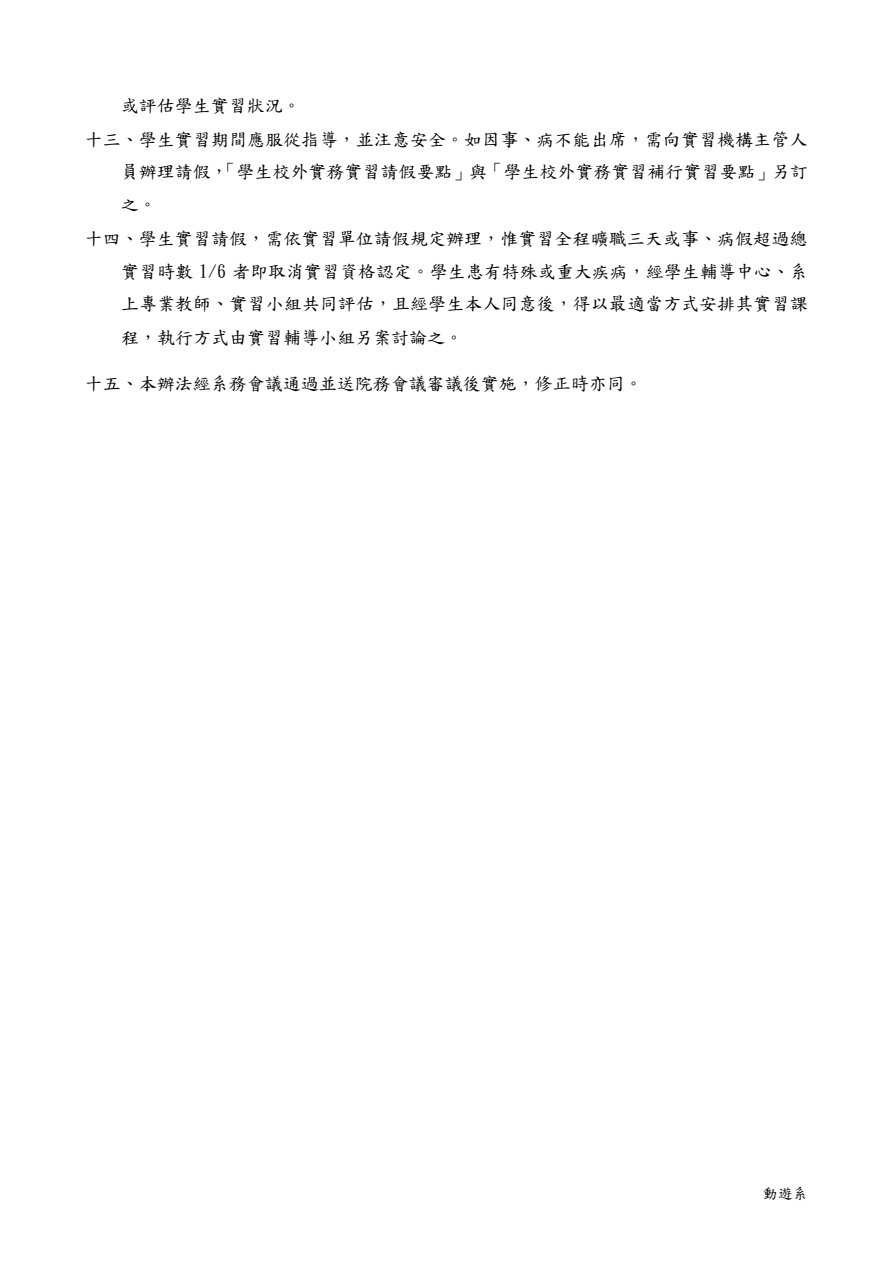 或評估學生實習狀況。
十三、學生實習期間應服從指導，並注意安全。如因事、病不能出席，需向實習機構主管人
員辦理請假，「學生校外實務實習請假要點」與「學生校外實務實習補行實習要點」另訂
之。
十四、學生實習請假，需依實習單位請假規定辦理，惟實習全程曠職三天或事、病假超過總
實習時數 1/6 者即取消實習資格認定。學生患有特殊或重大疾病，經學生輔導中心、系
上專業教師、實習小組共同評估，且經學生本人同意後，得以最適當方式安排其實習課
程，執行方式由實習輔導小組另案討論之。
十五、本辦法經系務會議通過並送院務會議審議後實施，修正時亦同。
動遊系